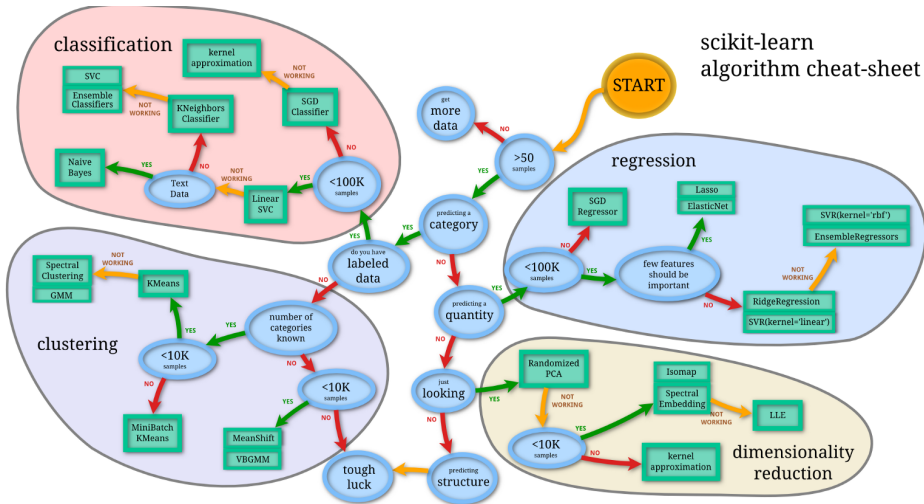 classification
kernel
approximation
NOT
WORKING
SVC
Ensemble
Classifiers
NOT
WORKING
KNeighbors
Classifier
SGD
Classifier
NO
NO
Naive
Bayes
YES
Text
Data
NOT
WORKING
Linear
SVC
YES
<100K
samples
YES
scikit-learn
algorithm cheat-sheet
START
get
more
data
NO
>50
samples
YES
predicting a
category
YES
do you have
labeled
data
NO
NO
predicting a
quantity
YES
NO
just
looking
YES
NO
predicting
structure
tough
luck
regression
SGD
Regressor
NO
<100K
samples
YES
few features
should be
important
YES
Lasso
ElasticNet
SVR(kernel='rbf')
EnsembleRegressors
NOT
WORKING
NO
RidgeRegression
SVR(kernel='linear')
clustering
Spectral
Clustering
GMM
NOT
WORKING
KMeans
YES
<10K
samples
YES
number of
categories
known
NO
NO
MiniBatch
KMeans
<10K
samples
YES
NO
MeanShift
VBGMM
Randomized
PCA
NOT
WORKING
<10K
samples
YES
Isomap
Spectral
Embedding
NOT
WORKING
LLE
NO
kernel
approximation
dimensionality
reduction